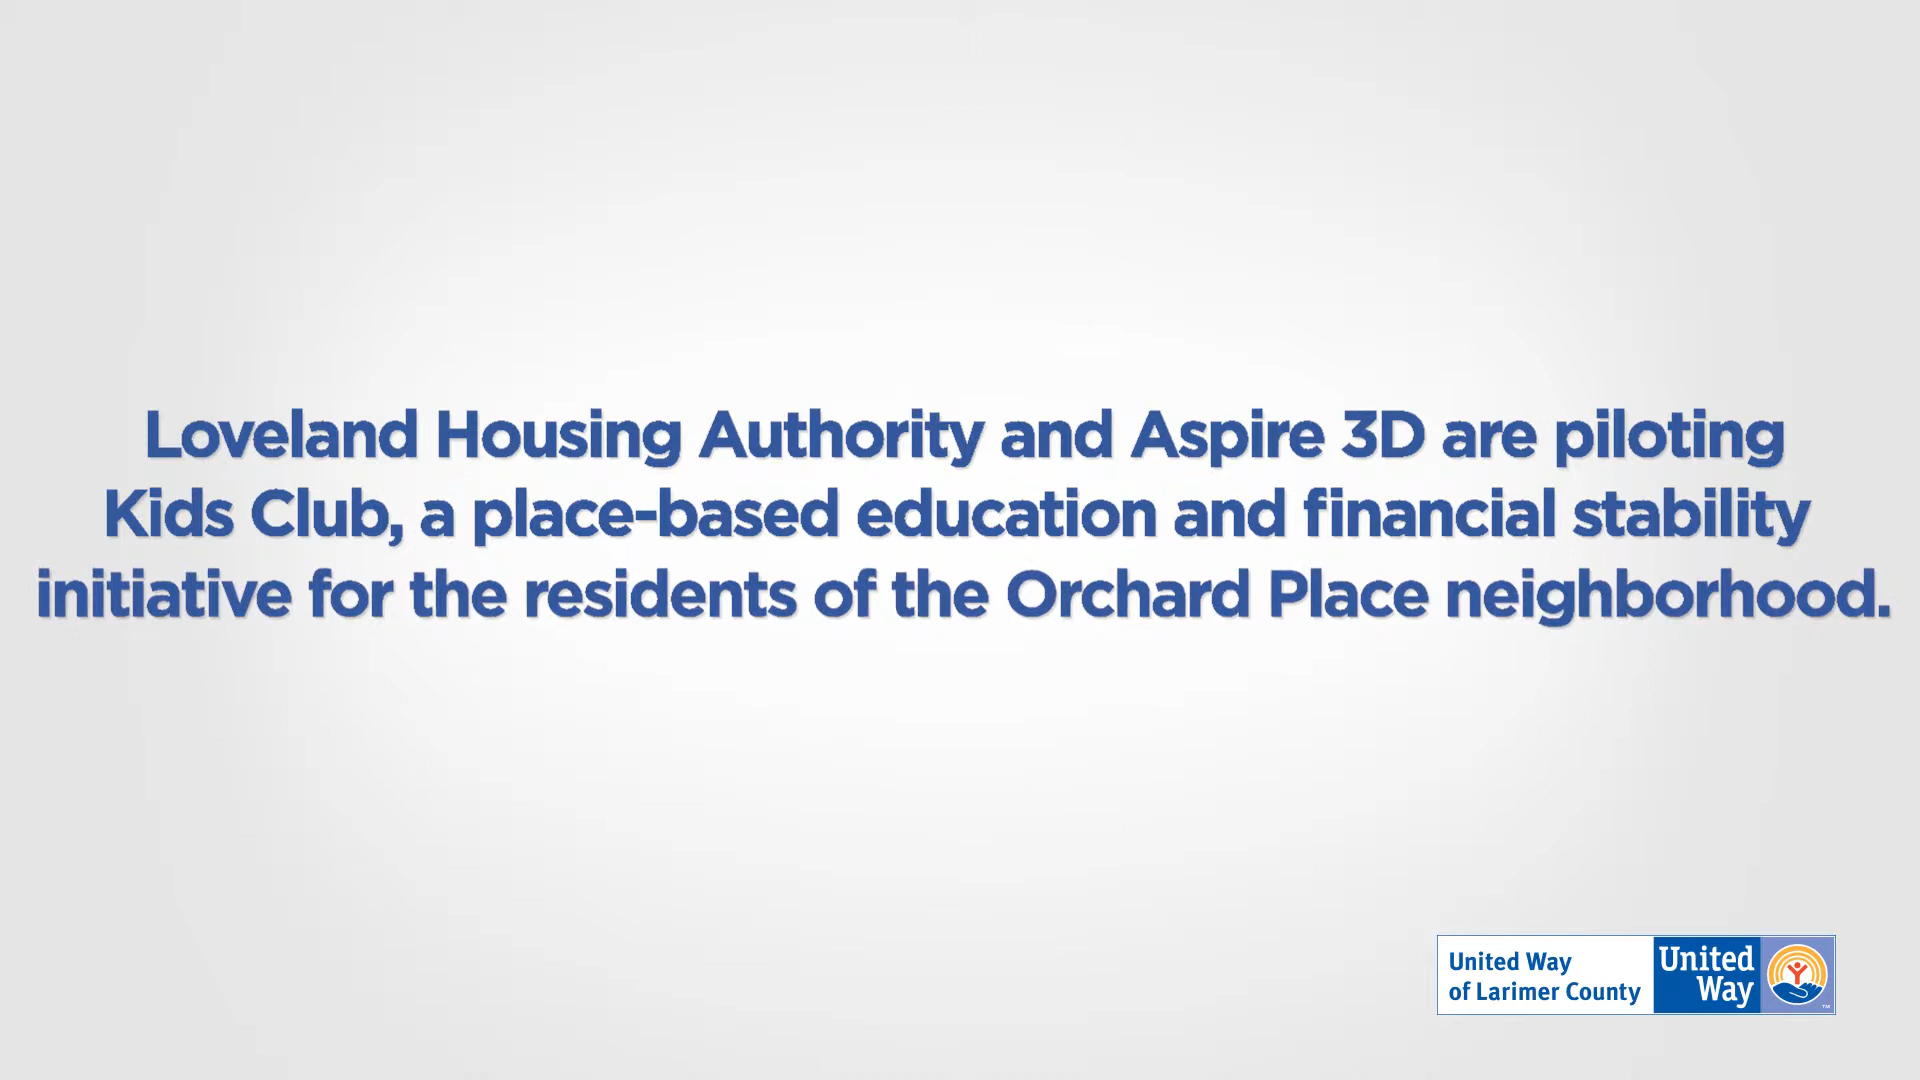 Loveland Housing Authority and Aspire 3D are piloting
Kids Club, a place-based education and financial stability
initiative for the residents of the Orchard Place neighborhood.
United Way
of Larimer County
United
Way
™